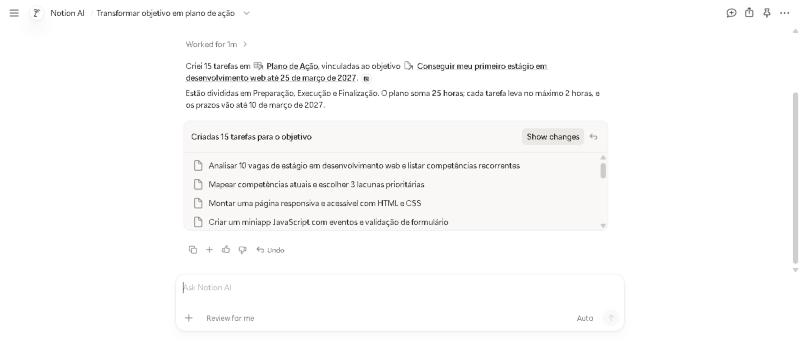 Notion AI / Transformar objetivo em plano de ação
Worked for 1m
Criei 15 tarefas em Plano de Ação, vinculadas ao objetivo Conseguir meu primeiro estágio em
desenvolvimento web até 25 de março de 2027.
Estão divididas em Preparação, Execução e Finalização. O plano soma 25 horas; cada tarefa leva no máximo 2 horas, e
os prazos vão até 10 de março de 2027.
Criadas 15 tarefas para o objetivo
Show changes
Analisar 10 vagas de estágio em desenvolvimento web e listar competências recorrentes
Mapear competências atuais e escolher 3 lacunas prioritárias
Montar uma página responsiva e acessível com HTML e CSS
Criar um miniapp JavaScript com eventos e validação de formulário
Undo
Ask Notion AI
Review for me
Auto